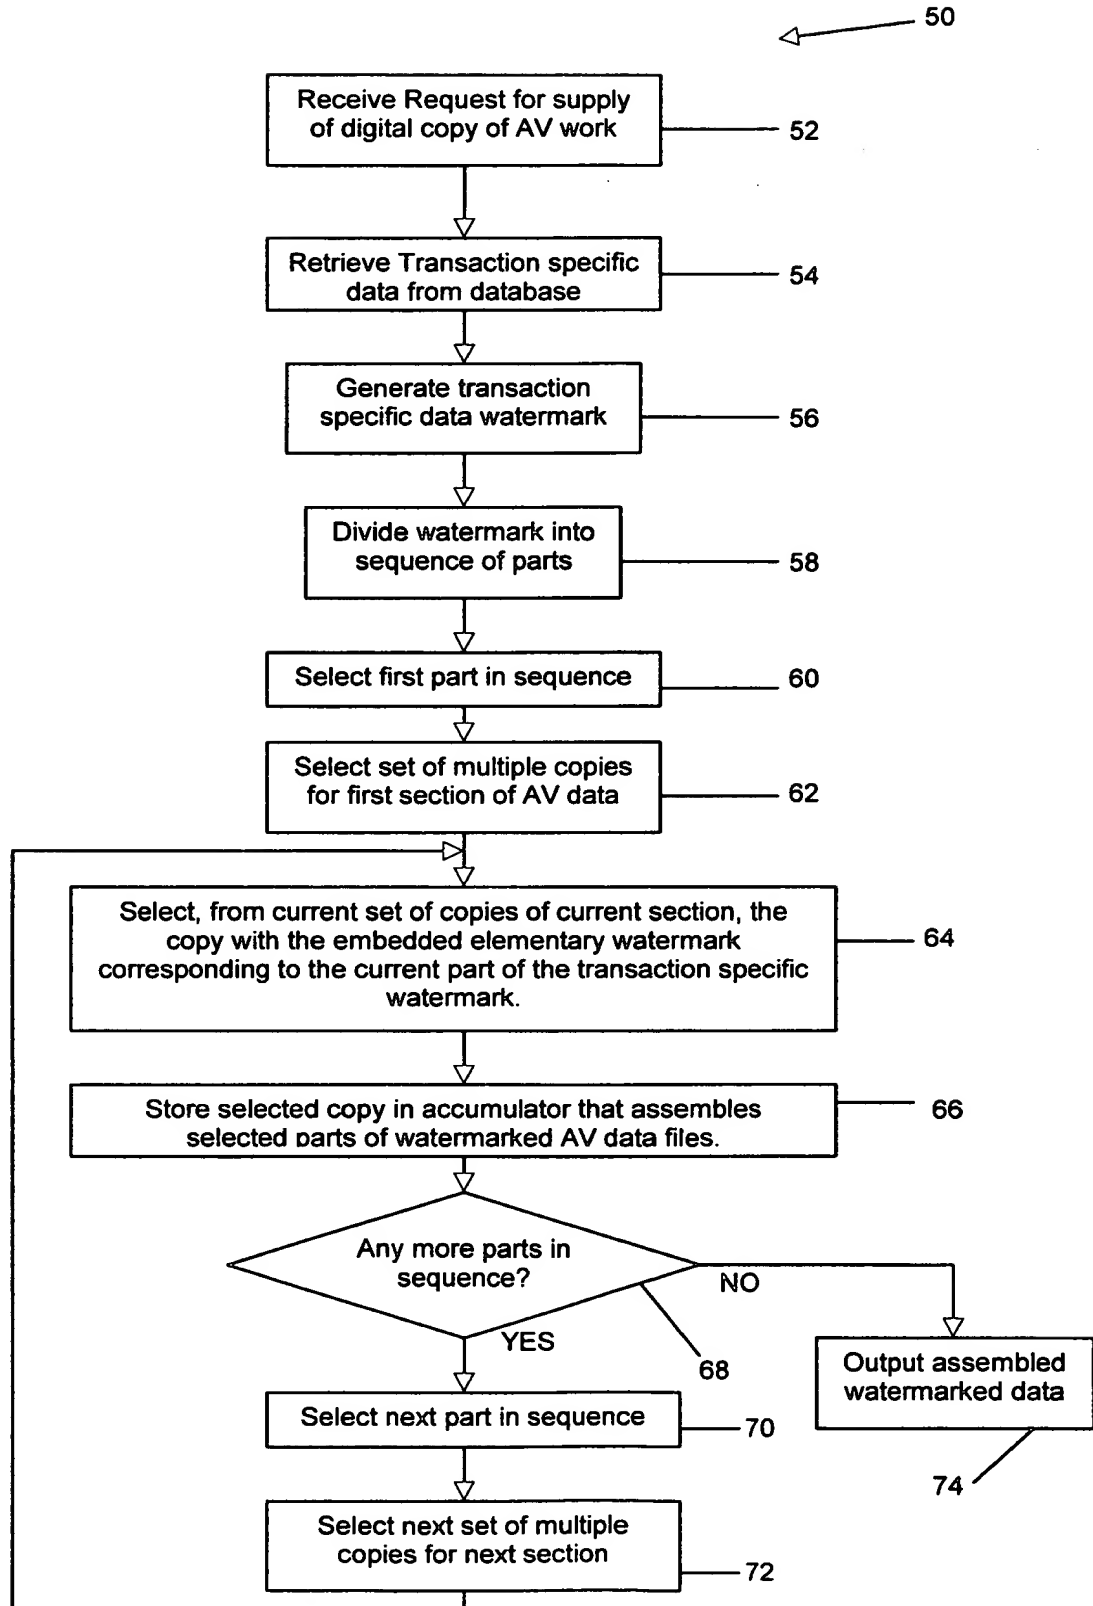 50
Receive Request for supply
of digital copy of AV work
52
Retrieve Transaction specific
data from database
54
Generate transaction
specific data watermark
56
Divide watermark into
sequence of parts
58
Select first part in sequence
60
Select set of multiple copies
for first section of AV data
62
Select, from current set of copies of current section, the
copy with the embedded elementary watermark
corresponding to the current part of the transaction specific
watermark.
64
Store selected copy in accumulator that assembles
selected parts of watermarked AV data files.
66
Any more parts in
sequence?
NO
YES
68
Output assembled
watermarked data
74
Select next part in sequence
70
Select next set of multiple
copies for next section
72